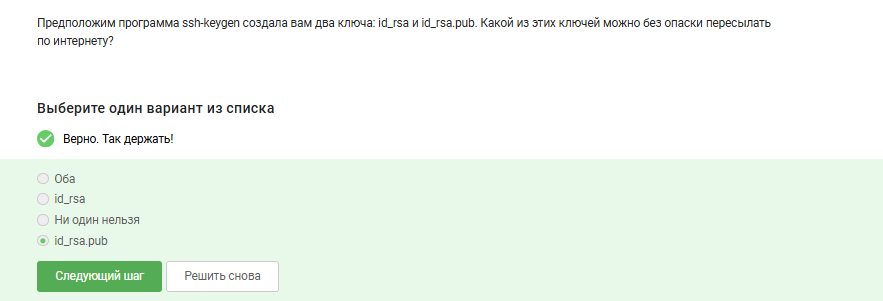 Предположим программа ssh-keygen создала вам два ключа: id_rsa и id_rsa.pub. Какой из этих ключей можно без опаски пересылать
по интернету?
Выберите один вариант из списка
Верно. Так держать!
Оба
id_rsa
Ни один нельзя
id_rsa.pub
Следующий шаг
Решить снова